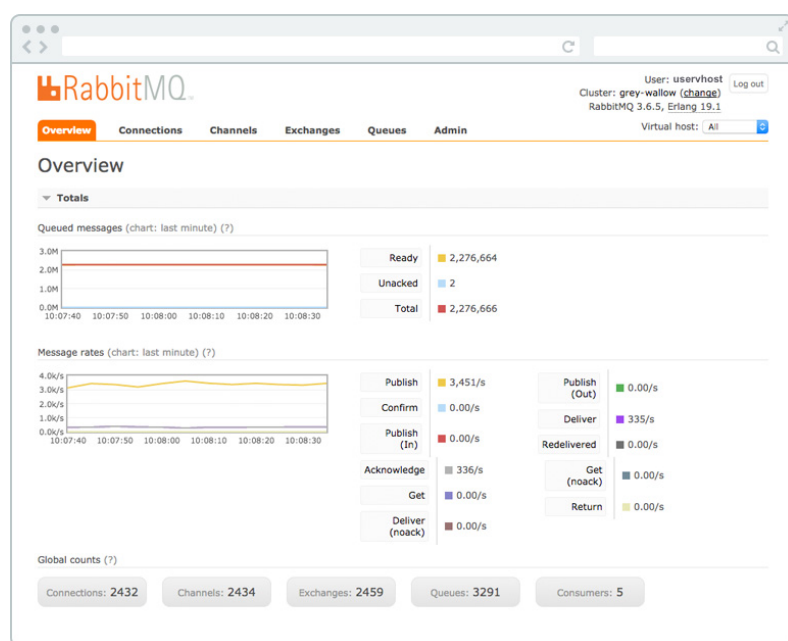 RabbitMQ
User: uservhost
Log out
Cluster: grey-wallow (change)
RabbitMQ 3.6.5, Erlang 19.1
Overview Connections Channels Exchanges Queues Admin
Virtual host: All
Overview
Totals
Queued messages (chart: last minute) (?)
3.0M
2.0M
1.0M
0.0M
10:07:40 10:07:50 10:08:00 10:08:10 10:08:20 10:08:30
Ready 2,276,664
Unacked 2
Total 2,276,666
Message rates (chart: last minute) (?)
4.0k/s
3.0k/s
2.0k/s
1.0k/s
0.0k/s
10:07:40 10:07:50 10:08:00 10:08:10 10:08:20 10:08:30
Publish 3,451/s
Confirm 0.00/s
Publish
(In) 0.00/s
Acknowledge 336/s
Get 0.00/s
Deliver
(noack) 0.00/s
Publish
(Out) 0.00/s
Deliver 335/s
Redelivered 0.00/s
Get
(noack) 0.00/s
Return 0.00/s
Global counts (?)
Connections: 2432 Channels: 2434 Exchanges: 2459 Queues: 3291 Consumers: 5